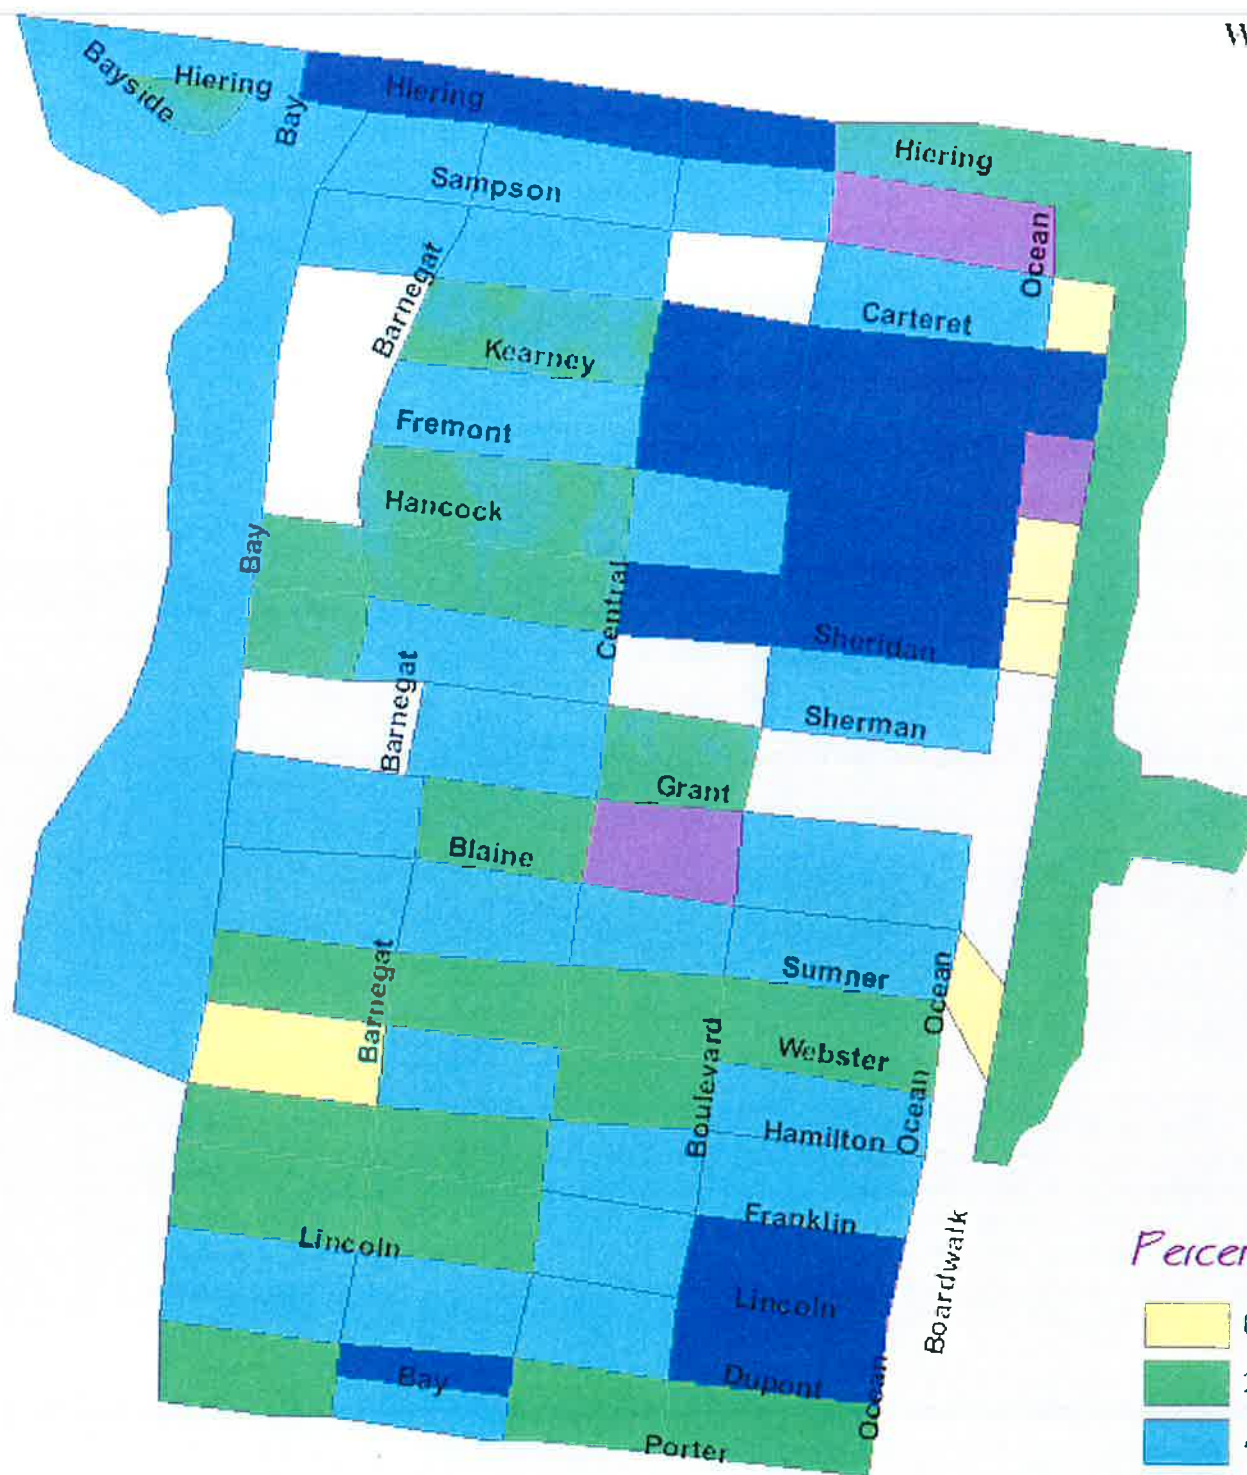 W
Bayside
Hiering
Bay
Hiering
Hiering
Sampson
Ocean
Barnegat
Carteret
Kearney
Fremont
Hancock
Bay
Central
Sheridan
Barnegat
Sherman
Grant
Blaine
Sumner
Barnegat
Ocean
Webster
Boulevard
Ocean
Hamilton
Franklin
Lincoln
Boardwalk
Percen
Lincoln
Bay
Dupont
Ocean
Porter